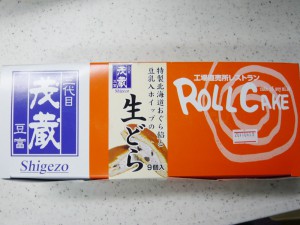 三代目
茂蔵
豆富
Shigezo
茂蔵
Shigezo
特製北海道おぐら餡と
豆乳入ホイップの
生どら
9個入
工場直売所レストラン
ROLLCAKE